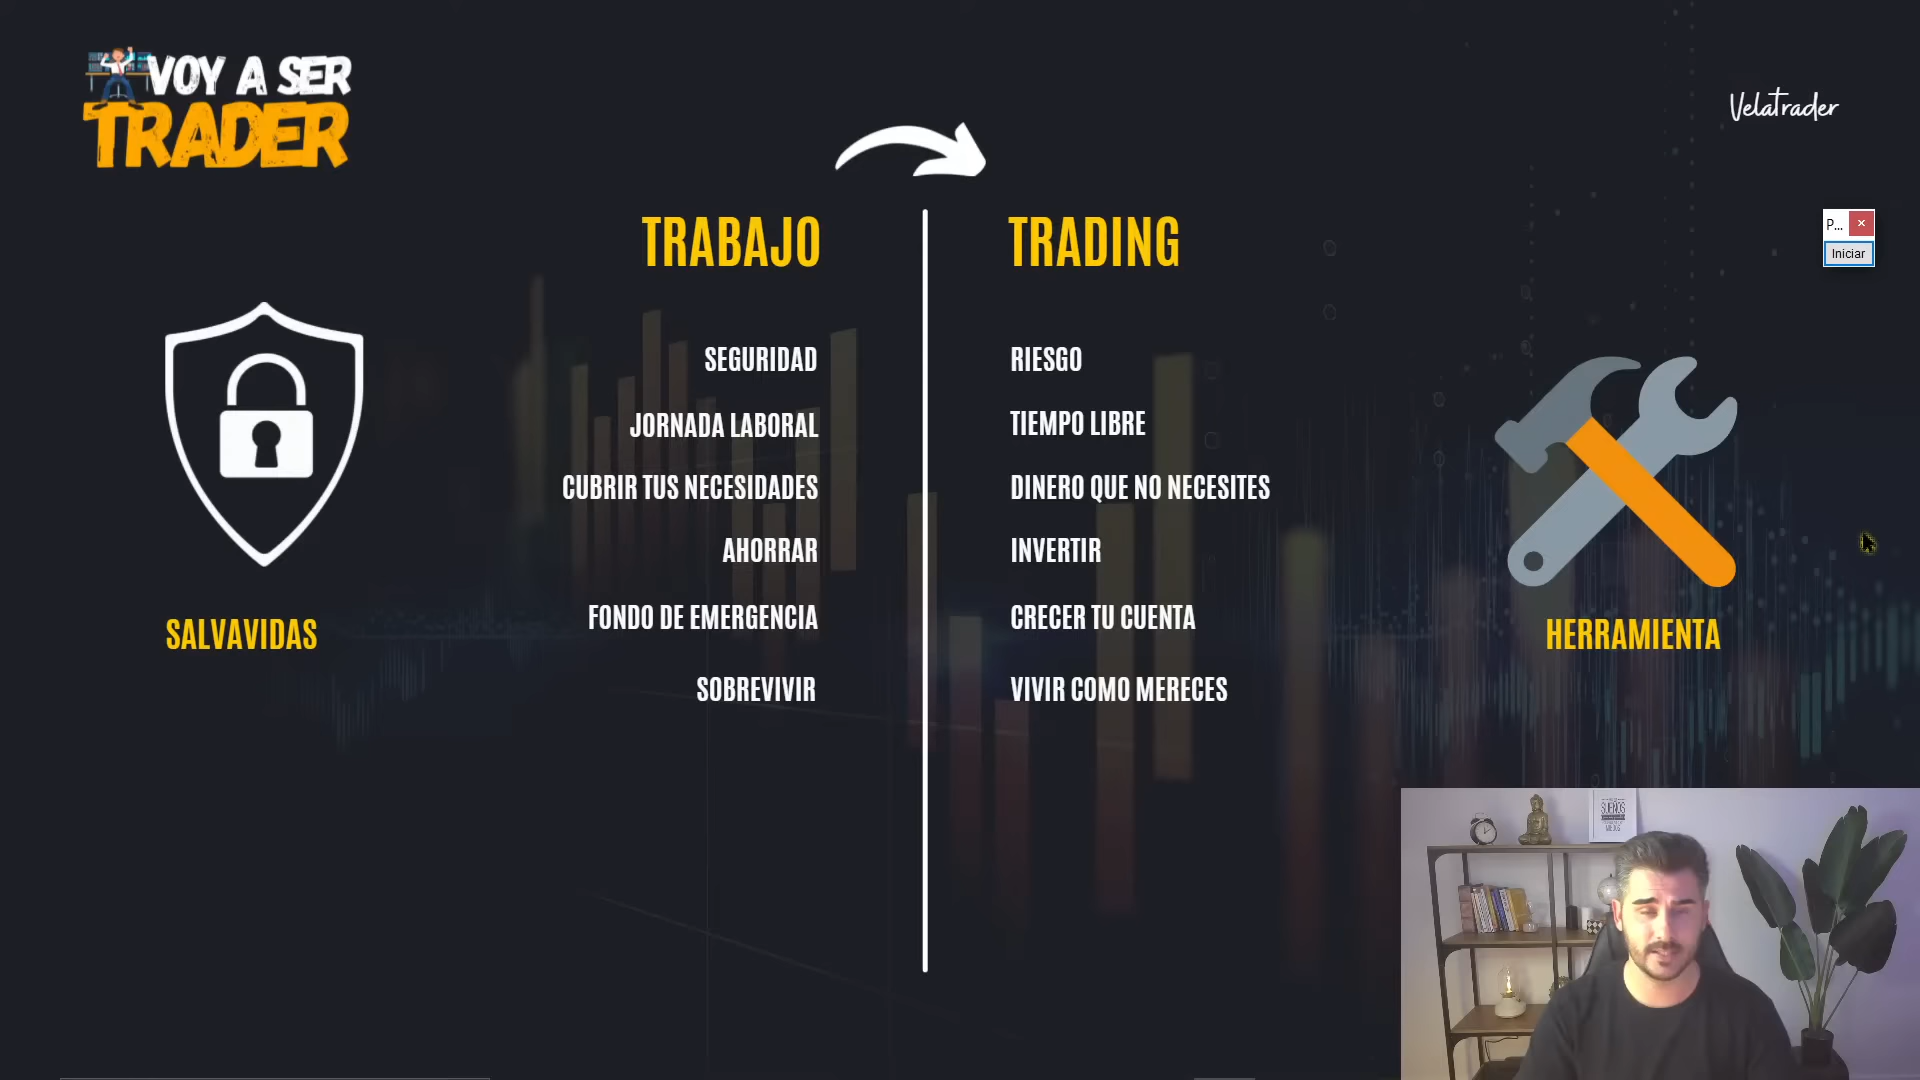 VOY A SER
TRADER
Velatrader
P...
Iniciar
TRABAJO
TRADING
SEGURIDAD
RIESGO
JORNADA LABORAL
TIEMPO LIBRE
CUBRIR TUS NECESIDADES
DINERO QUE NO NECESITES
AHORRAR
INVERTIR
FONDO DE EMERGENCIA
CRECER TU CUENTA
SOBREVIVIR
VIVIR COMO MERECES
SALVAVIDAS
HERRAMIENTA
SUEÑOS